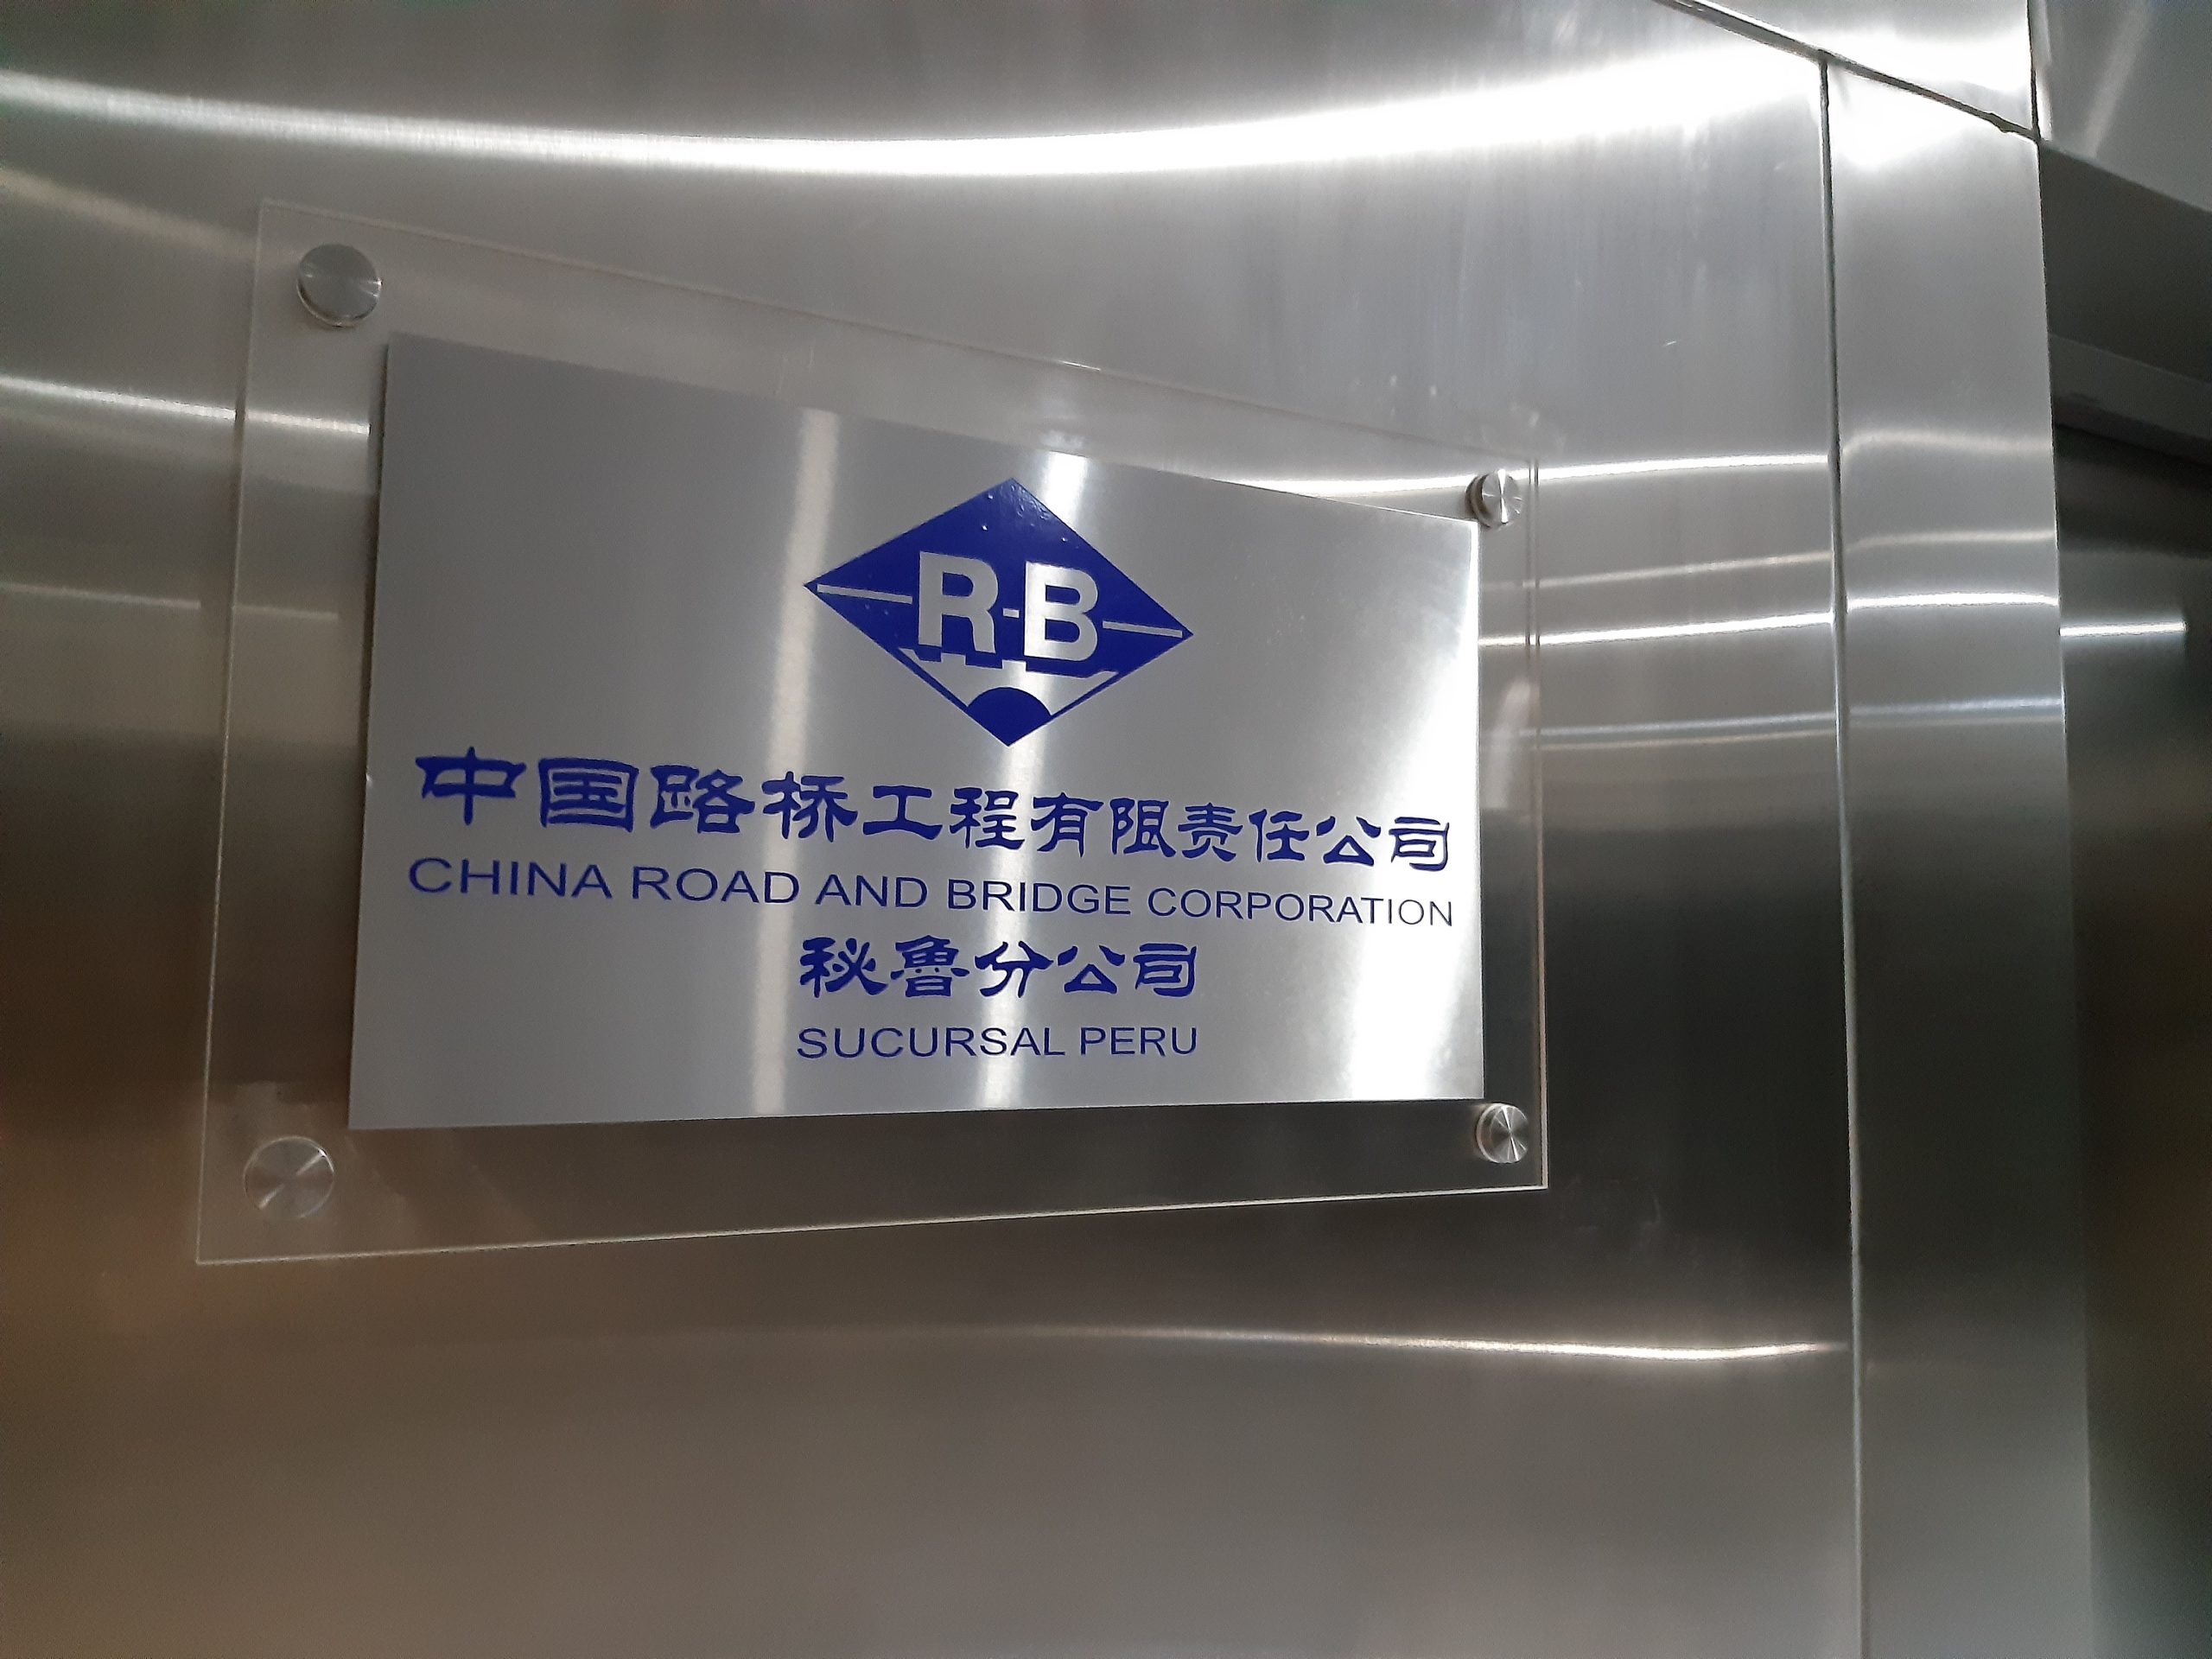 R-B
中国路桥工程有限责任公司
CHINA ROAD AND BRIDGE CORPORATION
秘魯分公司
SUCURSAL PERU